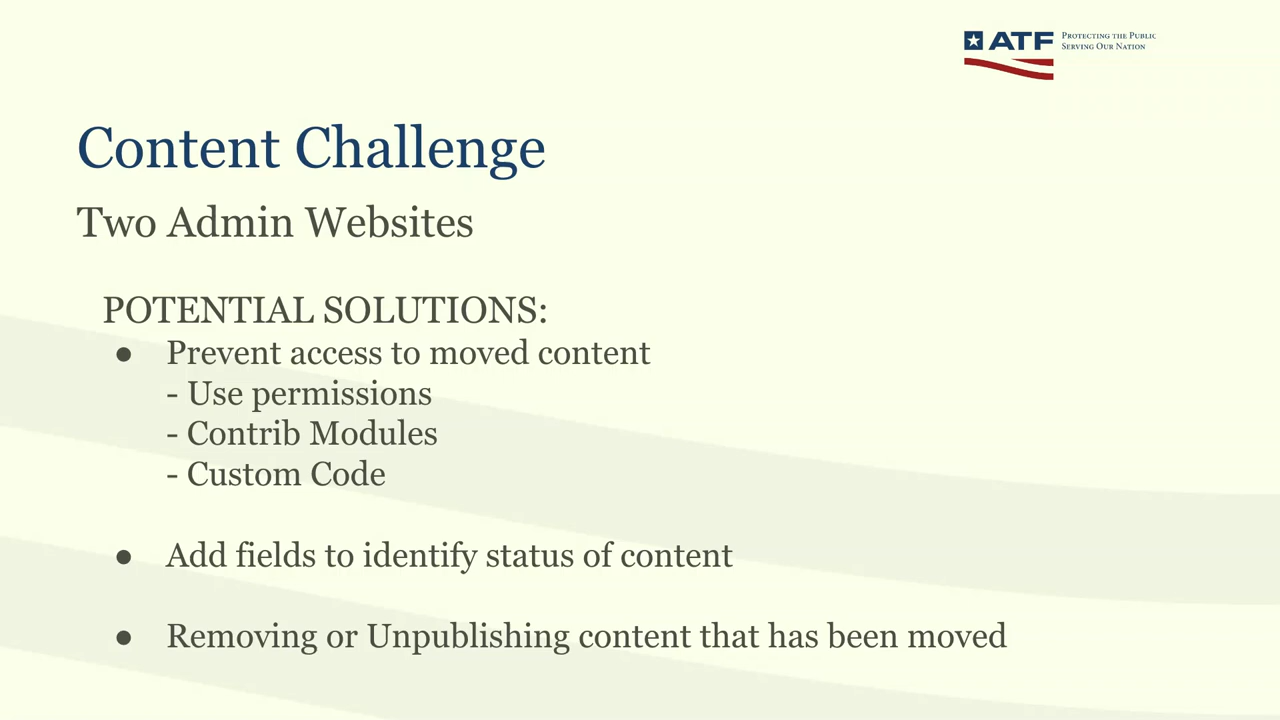 ATF
PROTECTING THE PUBLIC
SERVING OUR NATION
Content Challenge
Two Admin Websites
POTENTIAL SOLUTIONS:
● Prevent access to moved content
- Use permissions
- Contrib Modules
- Custom Code
● Add fields to identify status of content
● Removing or Unpublishing content that has been moved